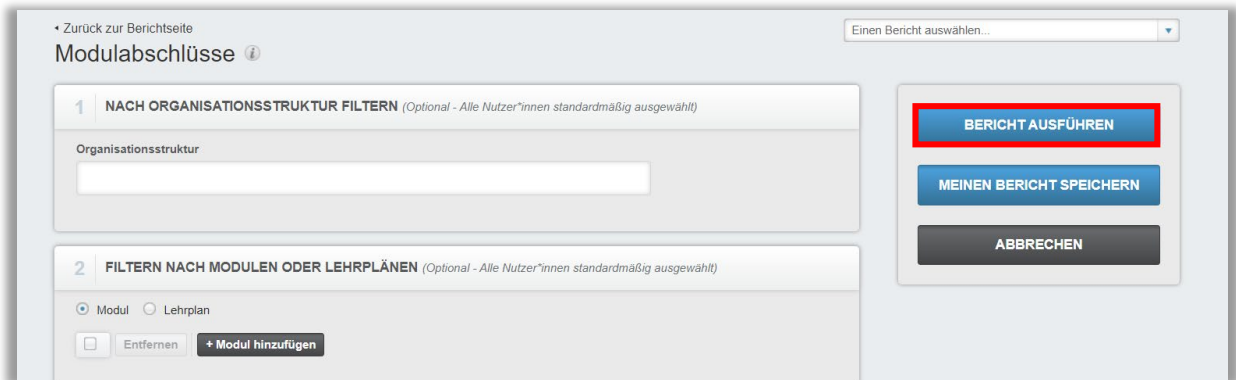 Zurück zur Berichtseite
Einen Bericht auswählen...
Modulabschlüsse
1 NACH ORGANISATIONSSTRUKTUR FILTERN (Optional - Alle Nutzer*innen standardmäßig ausgewählt)
Organisationsstruktur
BERICHT AUSFÜHREN
MEINEN BERICHT SPEICHERN
ABBRECHEN
2 FILTERN NACH MODULEN ODER LEHRPLÄNEN (Optional - Alle Nutzer*innen standardmäßig ausgewählt)
Modul Lehrplan
Entfernen + Modul hinzufügen